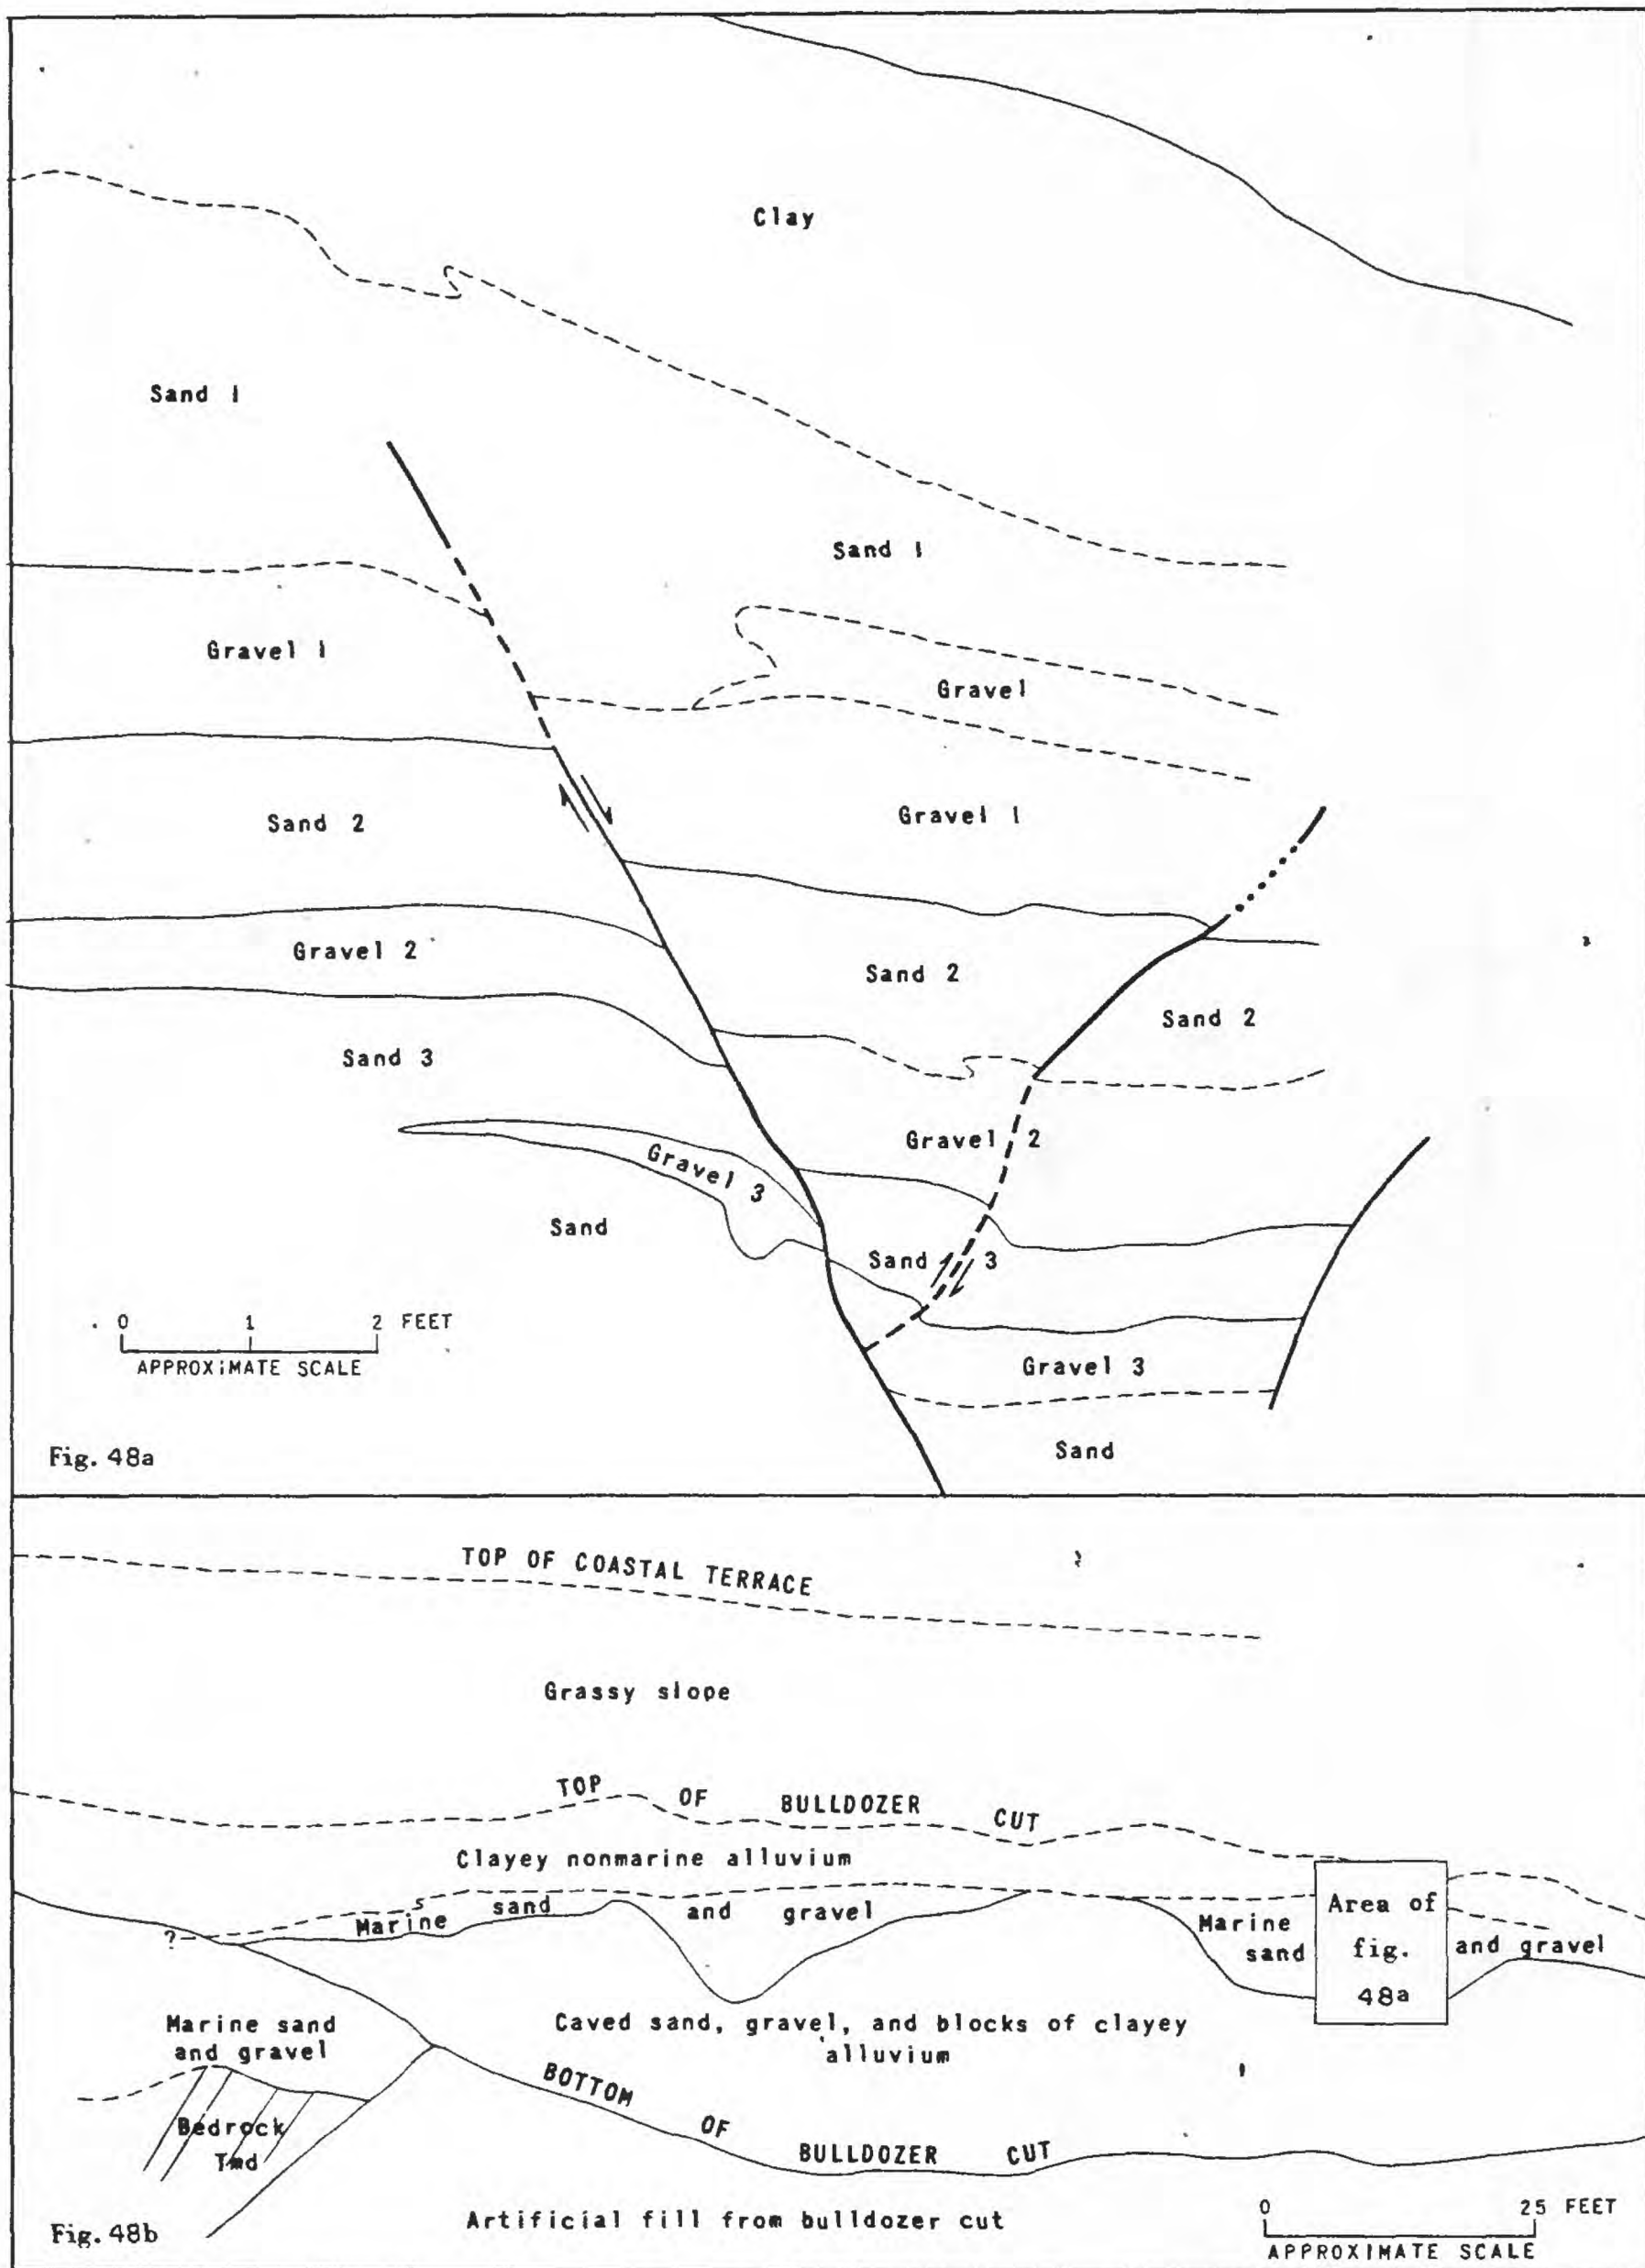 Clay
Sand 1
Sand 1
Gravel 1
Gravel
Gravel 1
Sand 2
Gravel 2
Sand 2
Sand 2
Sand 3
Gravel 2
Gravel 3
Sand
Sand 3
0 1 2 FEET
APPROXIMATE SCALE
Gravel 3
Sand
Fig. 48a
TOP OF COASTAL TERRACE
Grassy slope
TOP OF BULLDOZER CUT
Clayey nonmarine alluvium
Marine sand and gravel
?
Marine
sand
and gravel
Area of
fig.
48a
Marine sand
and gravel
Caved sand, gravel, and blocks of clayey
alluvium
Bedrock
Tmd
BOTTOM OF BULLDOZER CUT
Artificial fill from bulldozer cut
Fig. 48b
0 25 FEET
APPROXIMATE SCALE